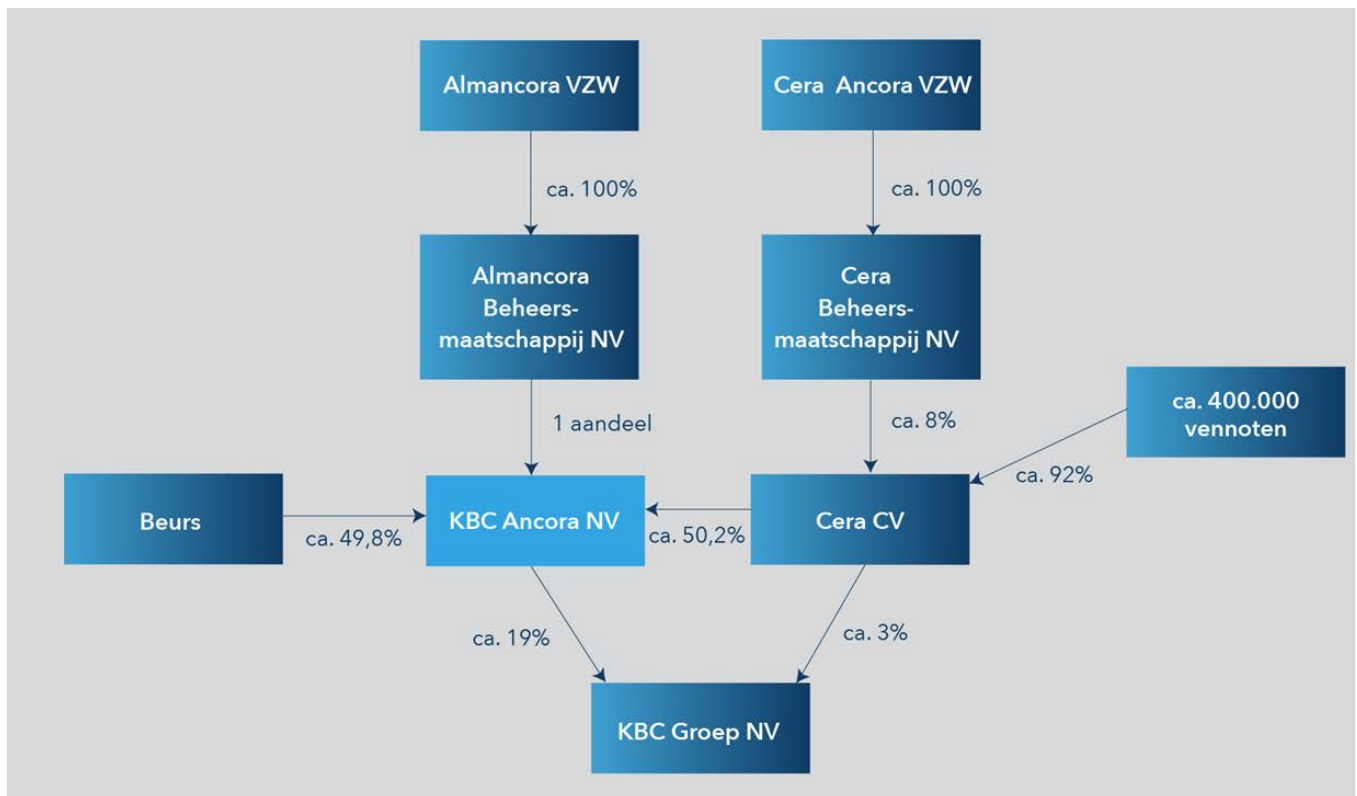 Almancora VZW
Cera Ancora VZW
ca. 100%
ca. 100%
Almancora
Beheers-
maatschappij NV
Cera
Beheers-
maatschappij NV
ca. 400.000
vennoten
1 aandeel
ca. 8%
ca. 92%
Beurs
ca. 49,8%
KBC Ancora NV
ca. 50,2%
Cera CV
ca. 19%
ca. 3%
KBC Groep NV